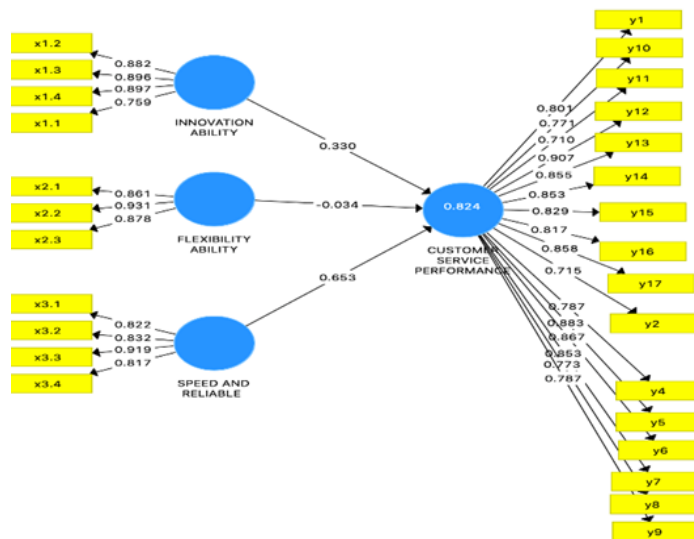 x1.2
x1.3
x1.4
x1.1
0.882
0.896
0.897
0.759
INNOVATION
ABILITY
0.330
x2.1
x2.2
x2.3
0.861
0.931
0.878
FLEXIBILITY
ABILITY
-0.034
x3.1
x3.2
x3.3
x3.4
0.822
0.832
0.919
0.817
SPEED AND
RELIABLE
0.653
0.824
CUSTOMER
SERVICE
PERFORMANCE
0.801
0.771
0.710
0.907
0.855
0.853
0.829
0.817
0.858
0.715
0.787
0.883
0.867
0.853
0.773
0.787
y1
y10
y11
y12
y13
y14
y15
y16
y17
y2
y4
y5
y6
y7
y8
y9